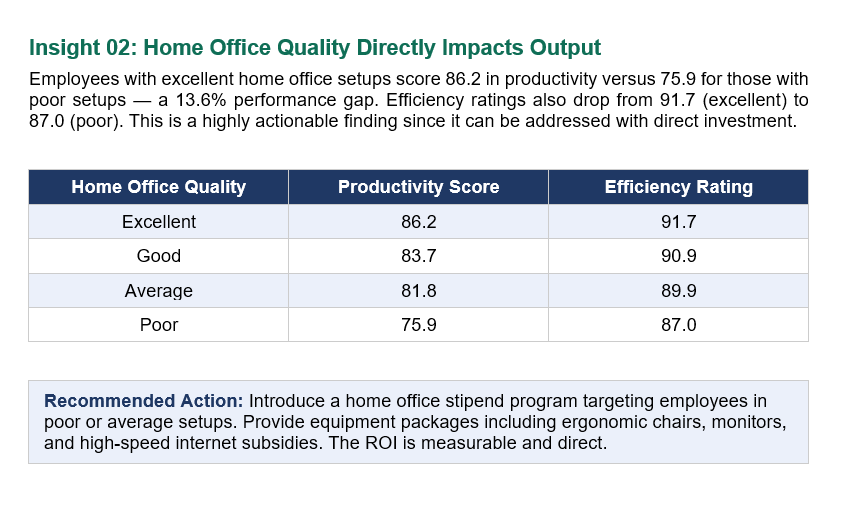 Insight 02: Home Office Quality Directly Impacts Output
Employees with excellent home office setups score 86.2 in productivity versus 75.9 for those with
poor setups — a 13.6% performance gap. Efficiency ratings also drop from 91.7 (excellent) to
87.0 (poor). This is a highly actionable finding since it can be addressed with direct investment.
Home Office Quality Productivity Score Efficiency Rating
Excellent 86.2 91.7
Good 83.7 90.9
Average 81.8 89.9
Poor 75.9 87.0
Recommended Action: Introduce a home office stipend program targeting employees in
poor or average setups. Provide equipment packages including ergonomic chairs, monitors,
and high-speed internet subsidies. The ROI is measurable and direct.